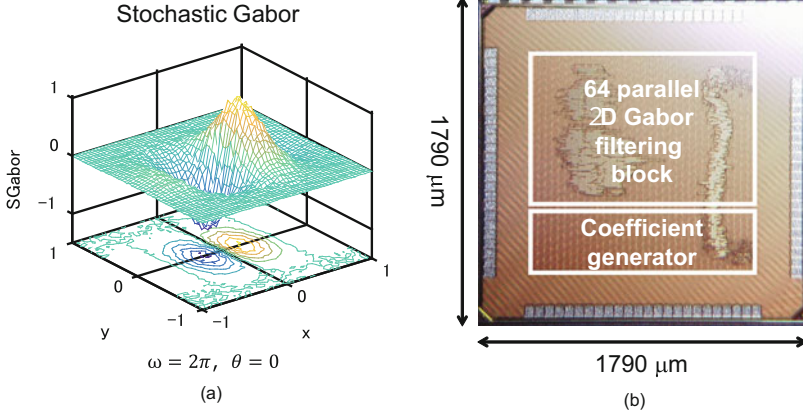 Stochastic Gabor
1
0
−1
SGabor
1
0
−1
y
−1
0
1
x
ω = 2π, θ = 0
(a)
1790 μm
64 parallel
2D Gabor
filtering
block
Coefficient
generator
1790 μm
(b)